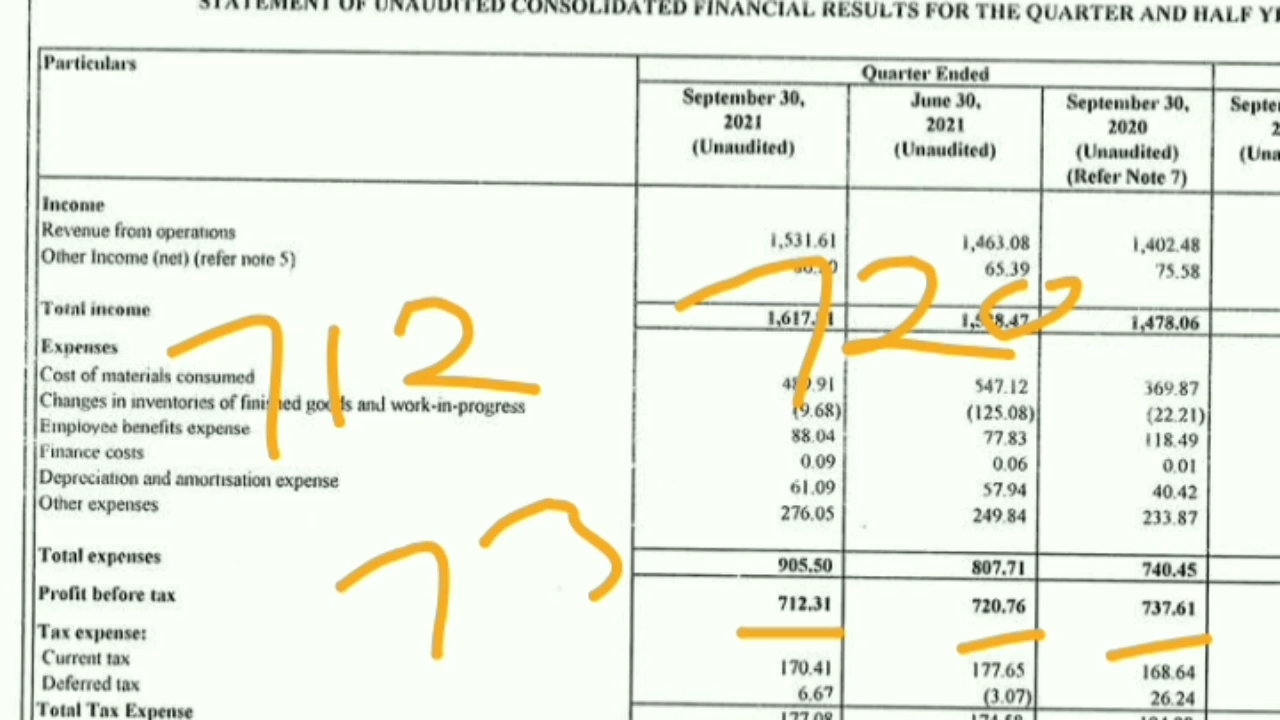 STATEMENT OF UNAUDITED CONSOLIDATED FINANCIAL RESULTS FOR THE QUARTER AND HALF
Particulars
Quarter Ended
September 30, 2021 (Unaudited)
June 30, 2021 (Unaudited)
September 30, 2020 (Unaudited) (Refer Note 7)
Income
Revenue from operations 1,531.61 1,463.08 1,402.48
Other Income (net) (refer note 5) 65.39 75.58
Total income 1,478.06
Expenses
Cost of materials consumed 547.12 369.87
Changes in inventories of finished goods and work-in-progress (9.68) (125.08) (22.21)
Employee benefits expense 88.04 77.83 118.49
Finance costs 0.09 0.06 0.01
Depreciation and amortisation expense 61.09 57.94 40.42
Other expenses 276.05 249.84 233.87
Total expenses 905.50 807.71 740.45
Profit before tax 712.31 720.76 737.61
Tax expense:
Current tax 170.41 177.65 168.64
Deferred tax 6.67 (3.07) 26.24
Total Tax Expense 177.08
720
712
73